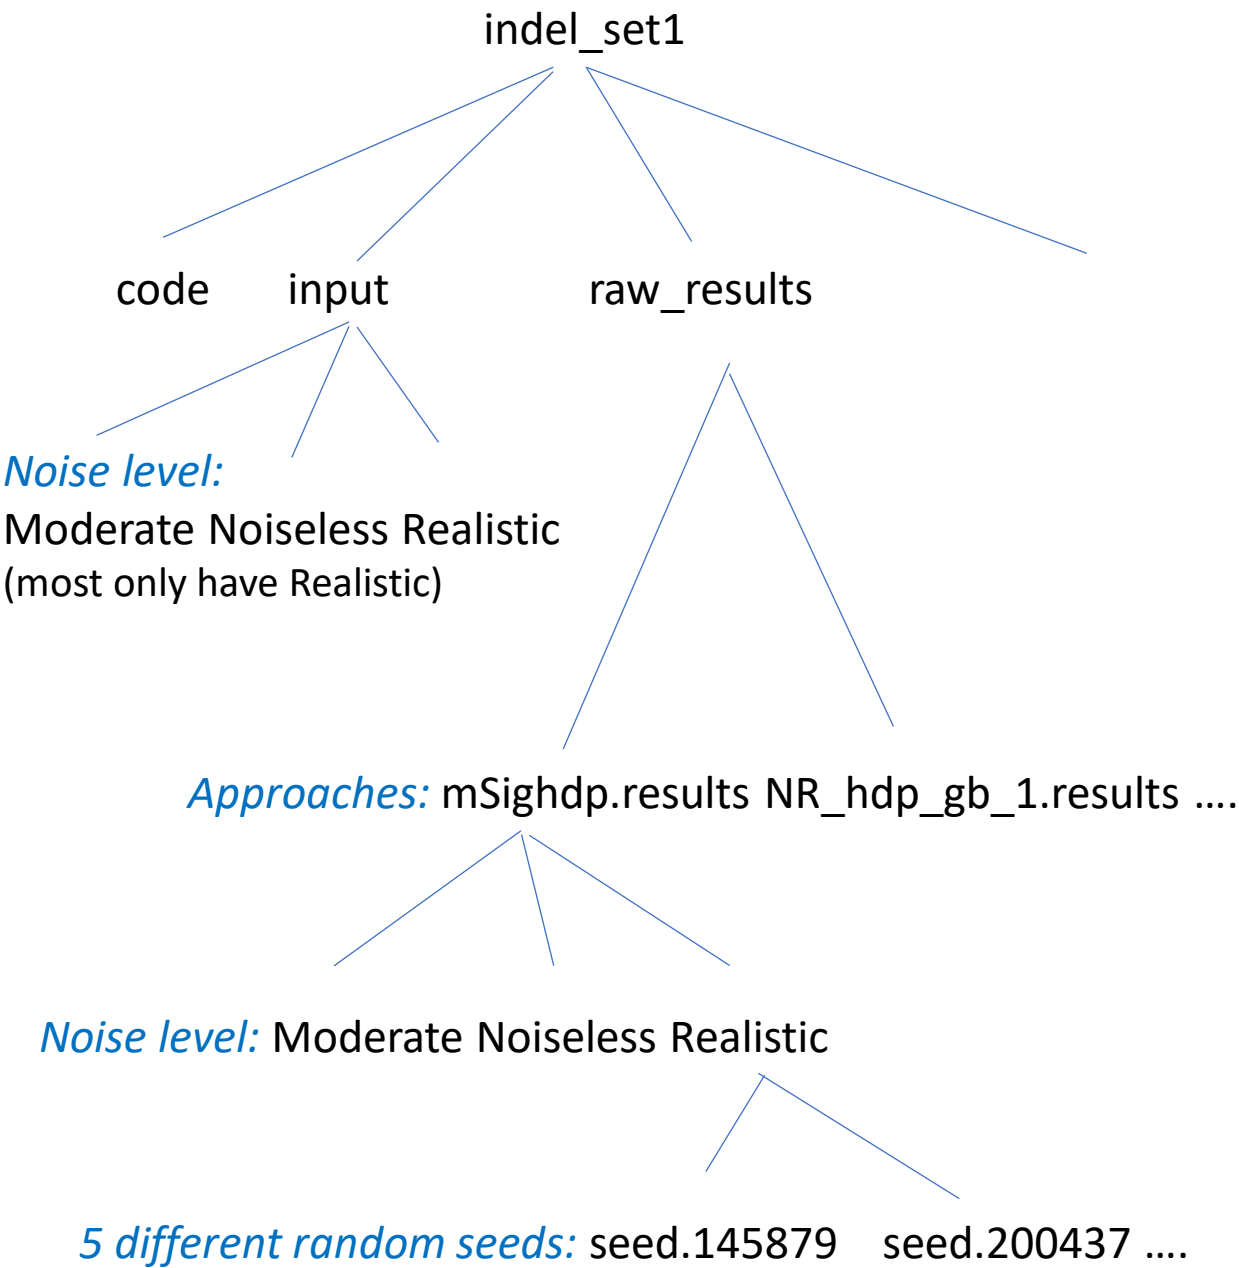 indel_set1
code input raw_results
Noise level:
Moderate Noiseless Realistic
(most only have Realistic)
Approaches: mSighdp.results NR_hdp_gb_1.results ....
Noise level: Moderate Noiseless Realistic
5 different random seeds: seed.145879 seed.200437 ....